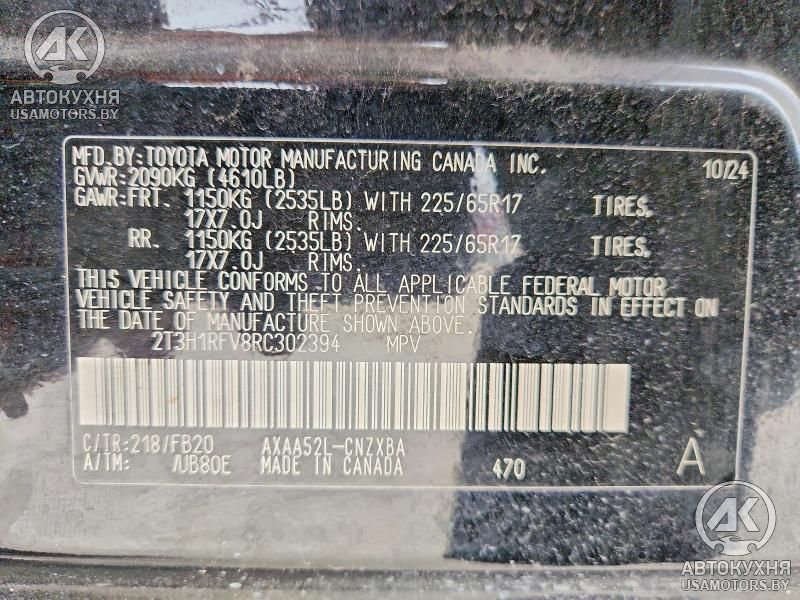 AK
АВТОКУХНЯ
USAMOTORS.BY
MFD.BY:TOYOTA MOTOR MANUFACTURING CANADA INC. 10/24
GVWR:2090KG (4610LB)
GAWR:FRT. 1150KG (2535LB) WITH 225/65R17 TIRES,
17X7.0J RIMS.
RR. 1150KG (2535LB) WITH 225/65R17 TIRES,
17X7.0J RIMS.
THIS VEHICLE CONFORMS TO ALL APPLICABLE FEDERAL MOTOR
VEHICLE SAFETY AND THEFT PREVENTION STANDARDS IN EFFECT ON
THE DATE OF MANUFACTURE SHOWN ABOVE.
2T3H1RFV8RC302394 MPV
C/TR:218/FB20 AXAA52L-CNZXBA
A/TM: /UB80E MADE IN CANADA 470 A
AK
АВТОКУХНЯ
USAMOTORS.BY